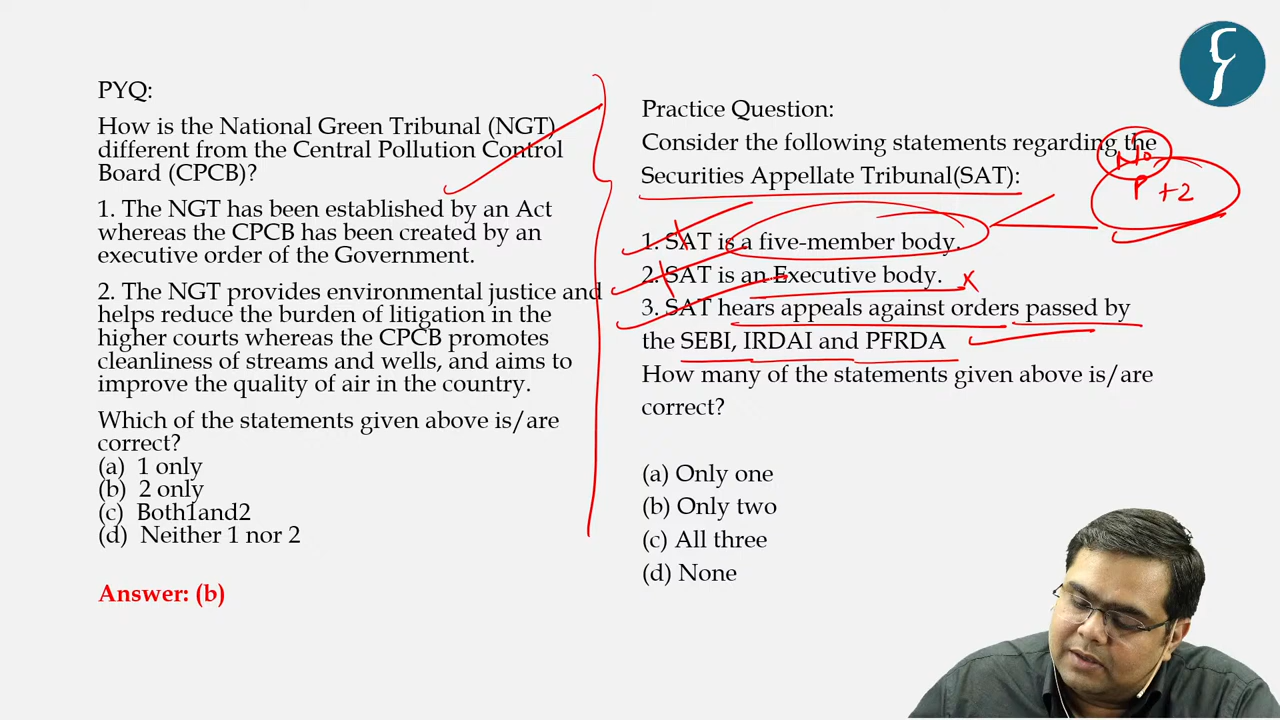 PYQ:
How is the National Green Tribunal (NGT)
different from the Central Pollution Control
Board (CPCB)?
1. The NGT has been established by an Act
whereas the CPCB has been created by an
executive order of the Government.
2. The NGT provides environmental justice and
helps reduce the burden of litigation in the
higher courts whereas the CPCB promotes
cleanliness of streams and wells, and aims to
improve the quality of air in the country.
Which of the statements given above is/are
correct?
(a) 1 only
(b) 2 only
(c) Both1and2
(d) Neither 1 nor 2
Answer: (b)
Practice Question:
Consider the following statements regarding the
Securities Appellate Tribunal(SAT):
1. SAT is a five-member body.
2. SAT is an Executive body.
3. SAT hears appeals against orders passed by
the SEBI, IRDAI and PFRDA
How many of the statements given above is/are
correct?
(a) Only one
(b) Only two
(c) All three
(d) None
No
P +2